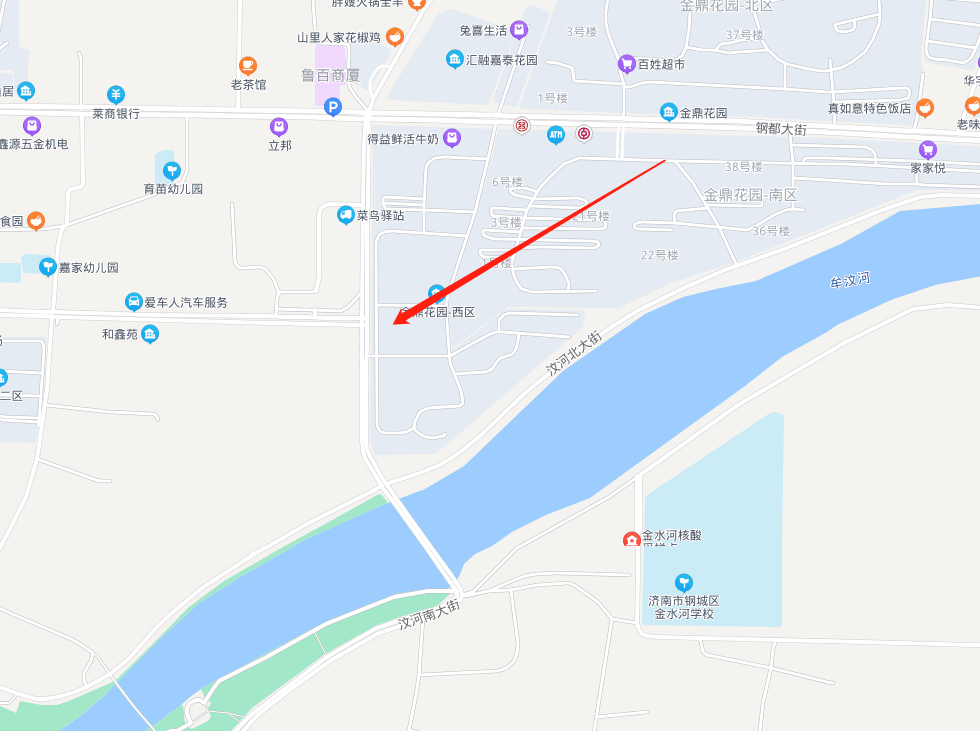 胖嫂火锅全羊
金鼎花园-北区
兔喜生活
3号楼
37号楼
山里人家花椒鸡
汇融嘉泰花园
百姓超市
鲁百商厦
老茶馆
华宇
居
莱商银行
P
1号楼
金鼎花园
真如意特色饭店
老味
ATM
钢都大街
鑫源五金机电
立邦
得益鲜活牛奶
家家悦
育苗幼儿园
6号楼
38号楼
金鼎花园-南区
食园
菜鸟驿站
3号楼
21号楼
36号楼
22号楼
嘉家幼儿园
1号楼
牟汶河
爱车人汽车服务
金鼎花园-西区
和鑫苑
汶河北大街
二区
金水河核酸
汶河南大街
济南市钢城区
金水河学校